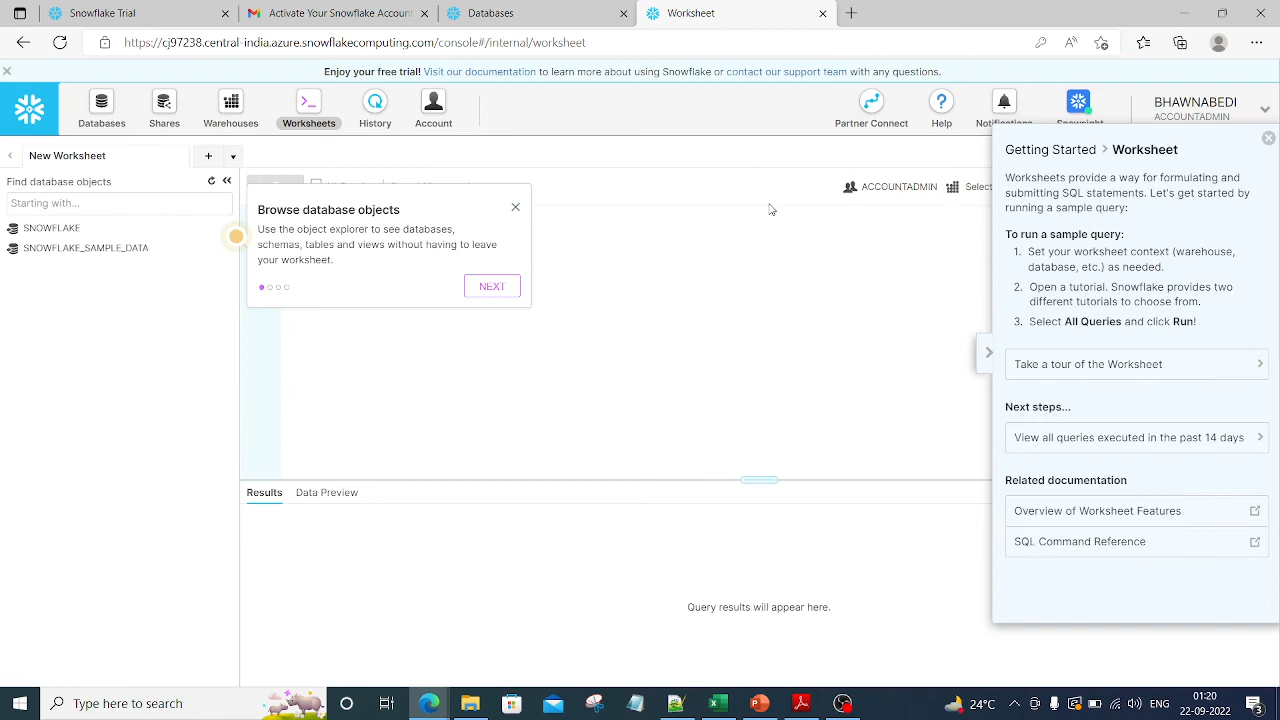 Snowflake Trial
Activate Your Snowflake Account
Databases
Worksheet
https://cj97238.central-india.azure.snowflakecomputing.com/console#/internal/worksheet
Enjoy your free trial! Visit our documentation to learn more about using Snowflake or contact our support team with any questions.
Databases
Shares
Warehouses
Worksheets
History
Account
Partner Connect
Help
Notifications
Snowsight
BHAWNABEDI
ACCOUNTADMIN
New Worksheet
Find database objects
Starting with...
SNOWFLAKE
SNOWFLAKE_SAMPLE_DATA
ACCOUNTADMIN
Select
Browse database objects
Use the object explorer to see databases,
schemas, tables and views without having to leave
your worksheet.
NEXT
Getting Started
Worksheet
Worksheets provide a way for formulating and
submitting SQL statements. Let's get started by
running a sample query:
To run a sample query:
1. Set your worksheet context (warehouse,
database, etc.) as needed.
2. Open a tutorial. Snowflake provides two
different tutorials to choose from.
3. Select All Queries and click Run!
Take a tour of the Worksheet
Next steps...
View all queries executed in the past 14 days
Related documentation
Overview of Worksheet Features
SQL Command Reference
Results
Data Preview
Query results will appear here.
Type here to search
24°C
ENG
01:20
22-09-2022